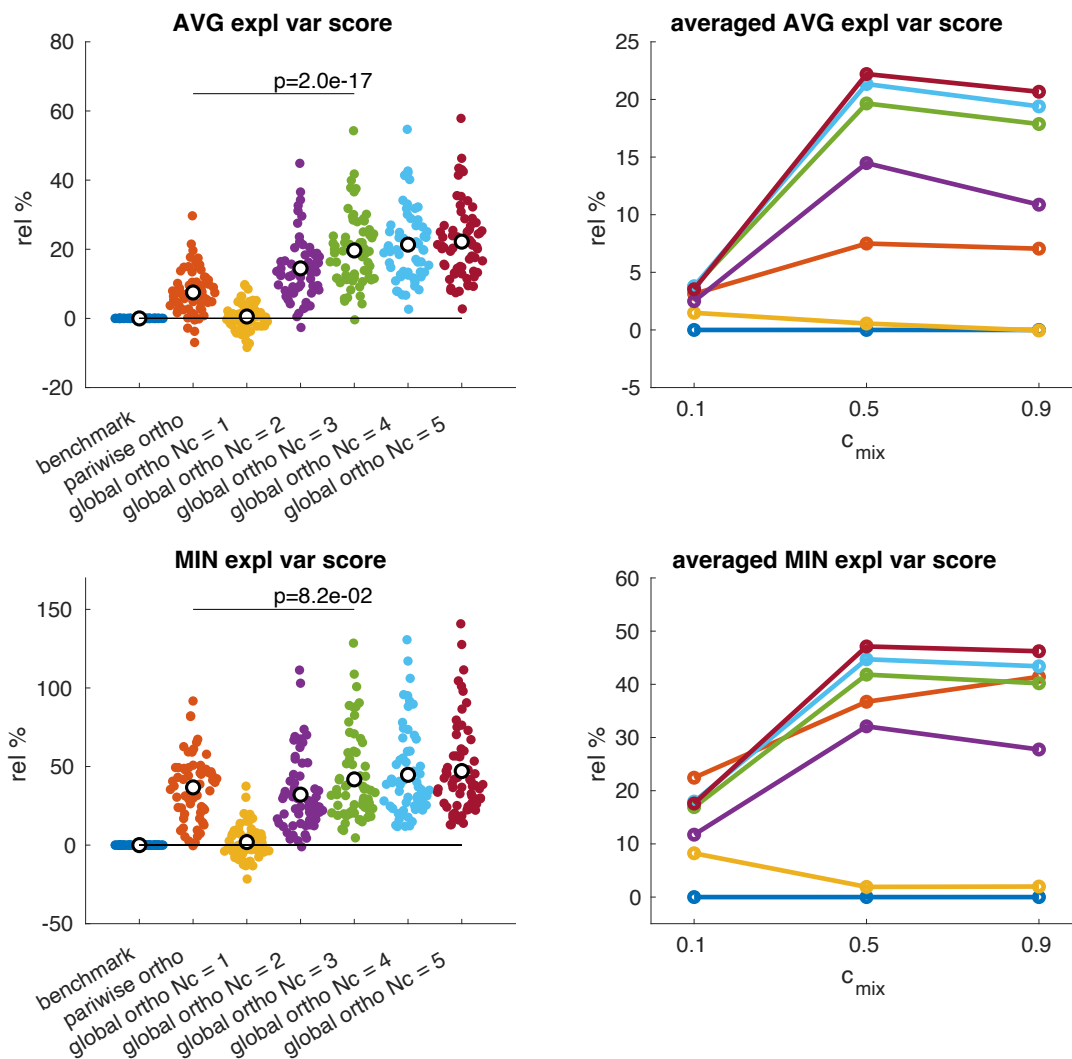 AVG expl var score
80
60
40
20
0
-20
rel %
p=2.0e-17
benchmark
pariwise ortho
global ortho Nc = 1
global ortho Nc = 2
global ortho Nc = 3
global ortho Nc = 4
global ortho Nc = 5
averaged AVG expl var score
25
20
15
10
5
0
-5
rel %
0.1 0.5 0.9
c_mix
MIN expl var score
150
100
50
0
-50
rel %
p=8.2e-02
benchmark
pariwise ortho
global ortho Nc = 1
global ortho Nc = 2
global ortho Nc = 3
global ortho Nc = 4
global ortho Nc = 5
averaged MIN expl var score
60
50
40
30
20
10
0
rel %
0.1 0.5 0.9
c_mix